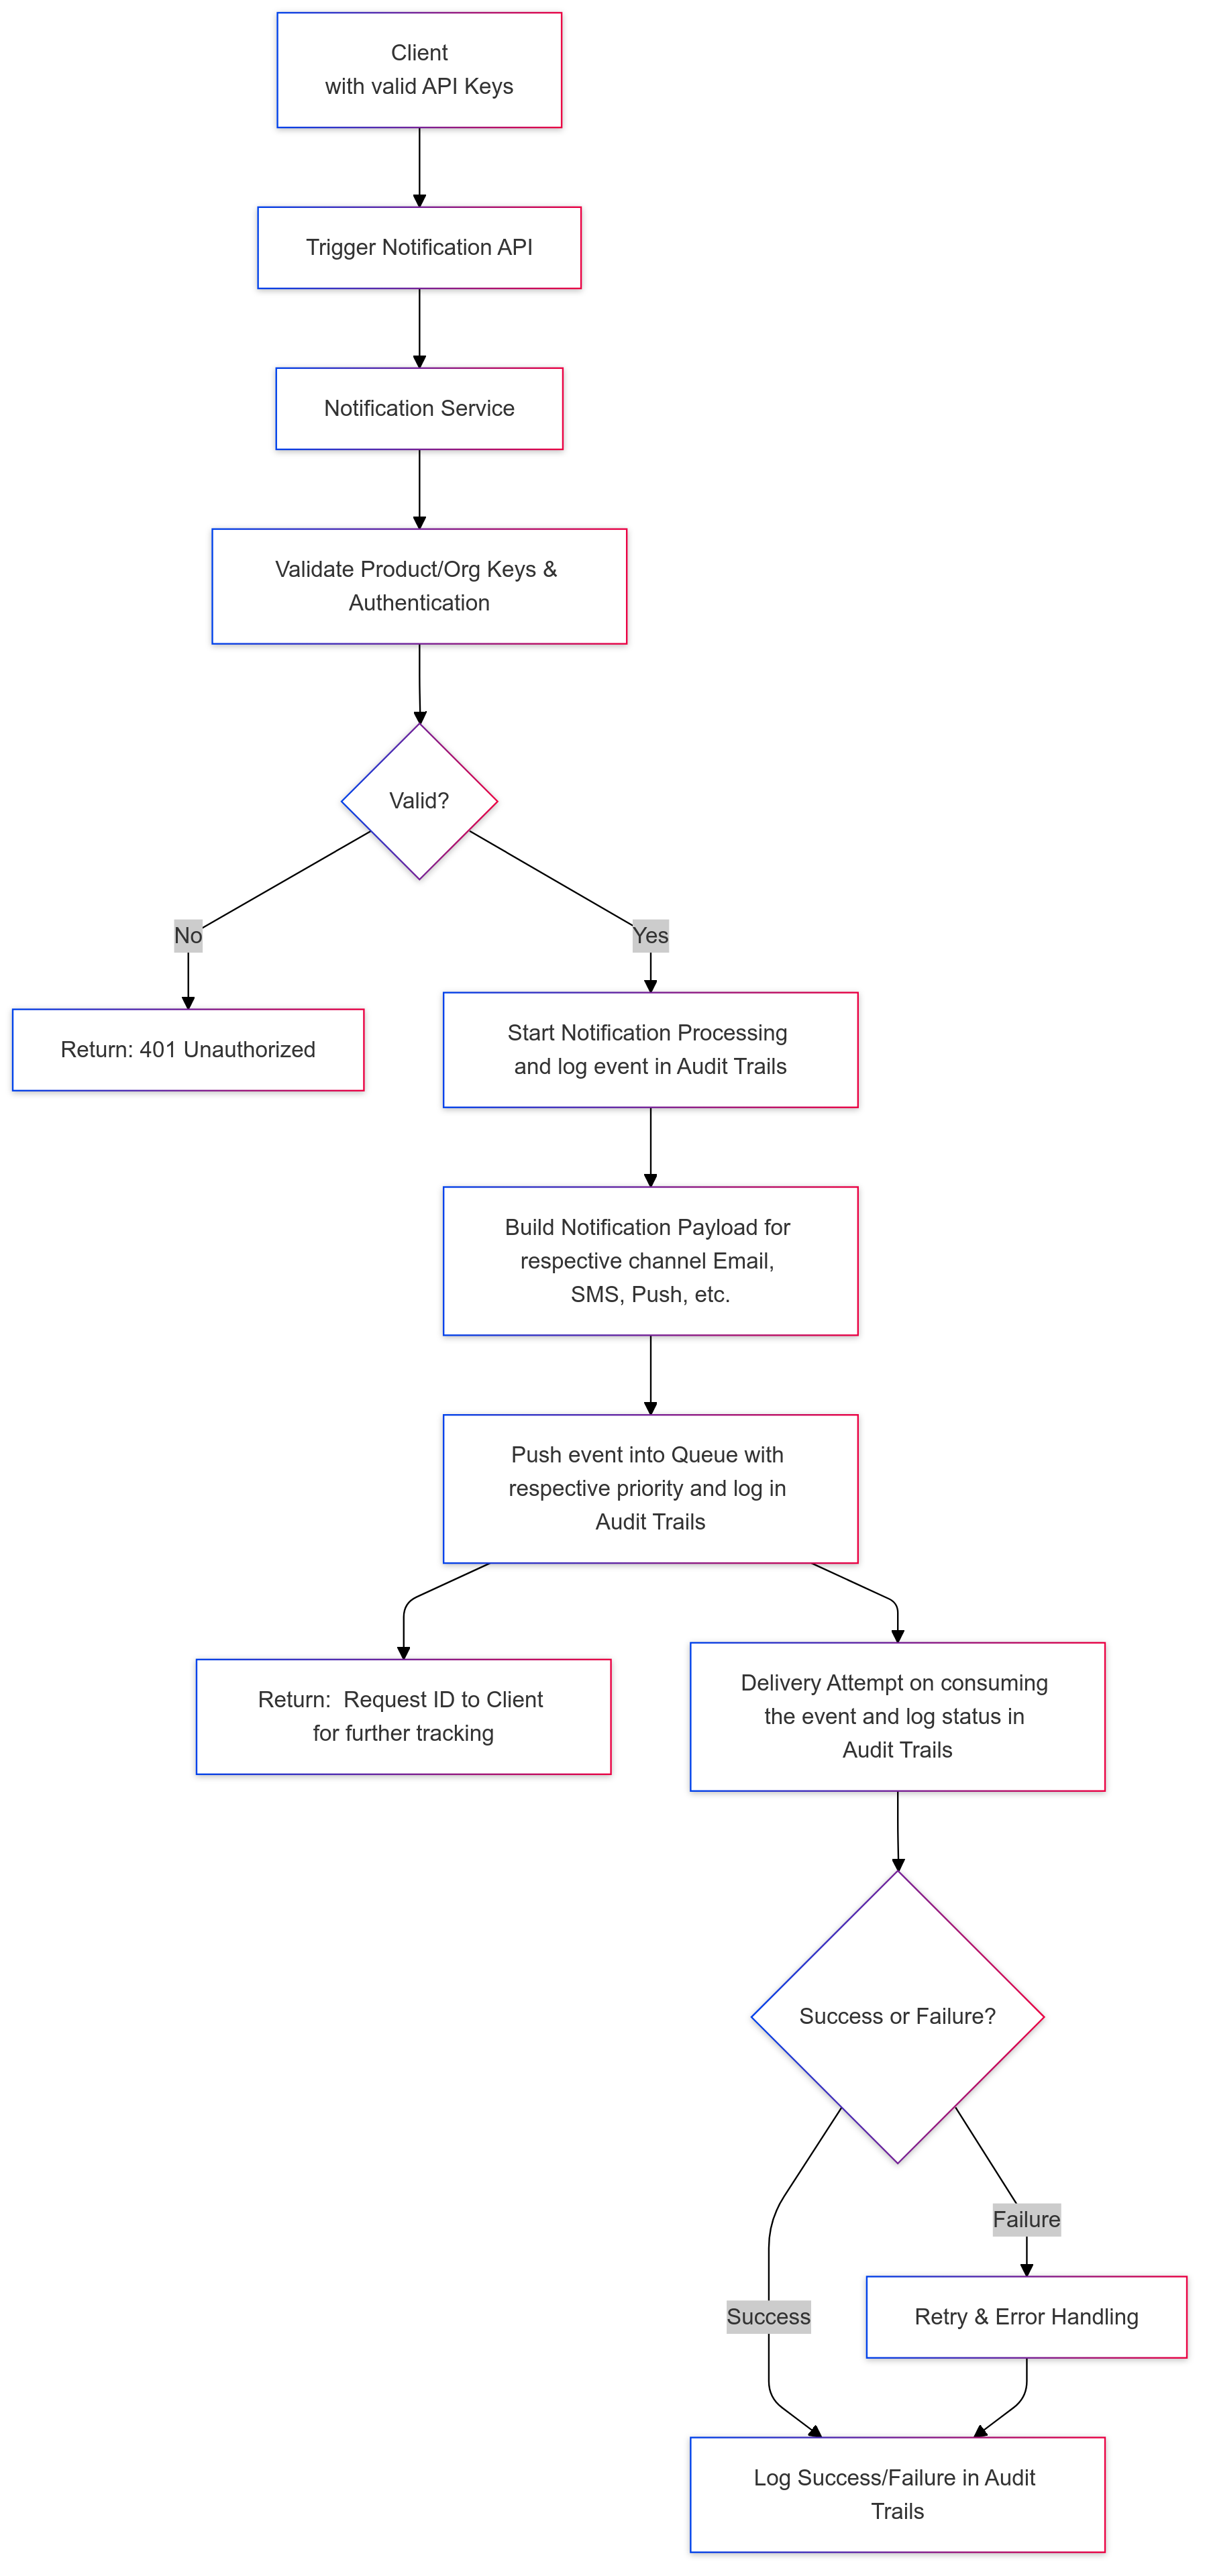 Client
with valid API Keys
Trigger Notification API
Notification Service
Validate Product/Org Keys &
Authentication
Valid?
No
Yes
Return: 401 Unauthorized
Start Notification Processing
and log event in Audit Trails
Build Notification Payload for
respective channel Email,
SMS, Push, etc.
Push event into Queue with
respective priority and log in
Audit Trails
Return:  Request ID to Client
for further tracking
Delivery Attempt on consuming
the event and log status in
Audit Trails
Success or Failure?
Failure
Success
Retry & Error Handling
Log Success/Failure in Audit
Trails